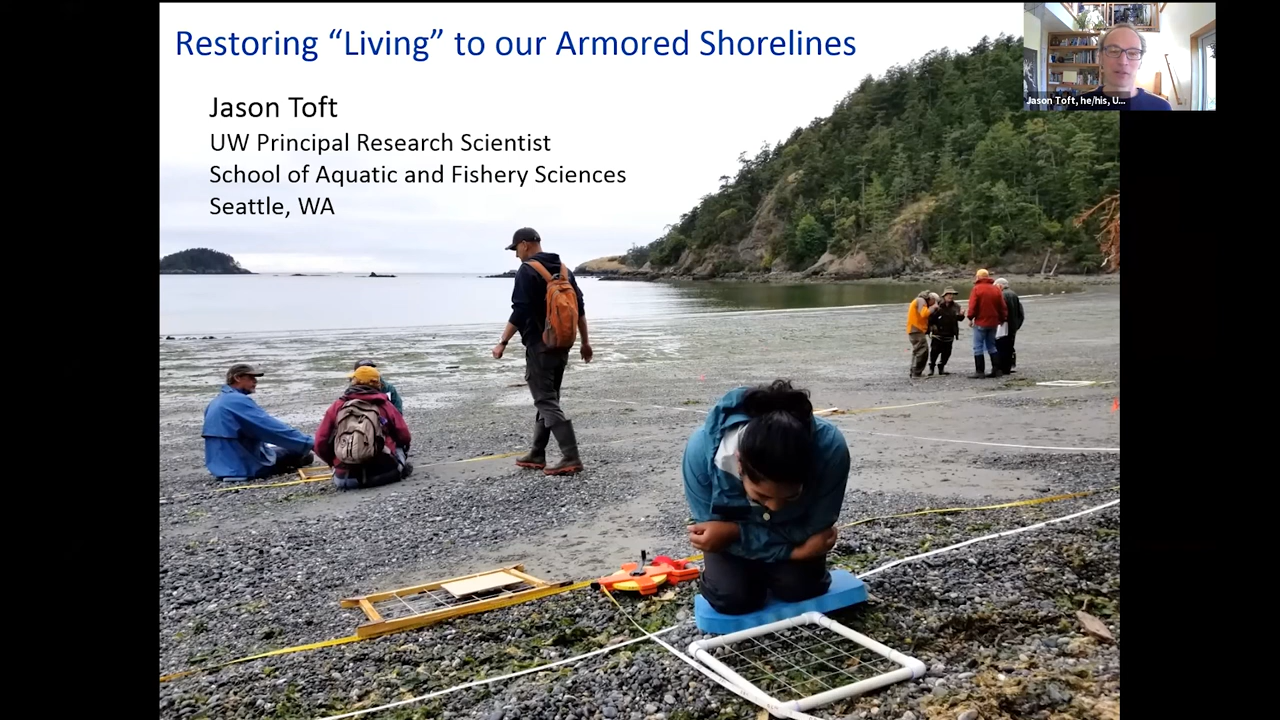 Restoring “Living” to our Armored Shorelines
Jason Toft
UW Principal Research Scientist
School of Aquatic and Fishery Sciences
Seattle, WA
Jason Toft, he/his, U...